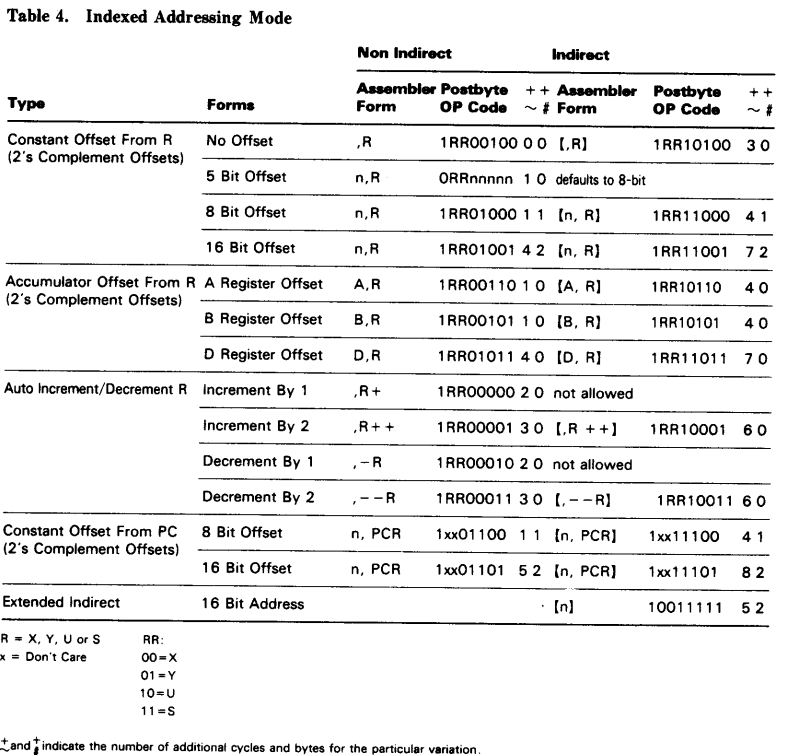 Table 4. Indexed Addressing Mode
Non Indirect Indirect
Assembler Postbyte + + Assembler Postbyte + +
Type Forms Form OP Code ~ # Form OP Code ~ #
Constant Offset From R No Offset ,R 1RR00100 0 0 [,R] 1RR10100 3 0
(2's Complement Offsets)
5 Bit Offset n,R 0RRnnnnn 1 0 defaults to 8-bit
8 Bit Offset n,R 1RR01000 1 1 [n, R] 1RR11000 4 1
16 Bit Offset n,R 1RR01001 4 2 [n, R] 1RR11001 7 2
Accumulator Offset From R A Register Offset A,R 1RR00110 1 0 [A, R] 1RR10110 4 0
(2's Complement Offsets)
B Register Offset B,R 1RR00101 1 0 [B, R] 1RR10101 4 0
D Register Offset D,R 1RR01011 4 0 [D, R] 1RR11011 7 0
Auto Increment/Decrement R Increment By 1 ,R+ 1RR00000 2 0 not allowed
Increment By 2 ,R++ 1RR00001 3 0 [,R ++] 1RR10001 6 0
Decrement By 1 ,-R 1RR00010 2 0 not allowed
Decrement By 2 ,--R 1RR00011 3 0 [,--R] 1RR10011 6 0
Constant Offset From PC 8 Bit Offset n, PCR 1xx01100 1 1 [n, PCR] 1xx11100 4 1
(2's Complement Offsets)
16 Bit Offset n, PCR 1xx01101 5 2 [n, PCR] 1xx11101 8 2
Extended Indirect 16 Bit Address [n] 10011111 5 2
R = X, Y, U or S RR:
x = Don't Care 00=X
01=Y
10=U
11=S
+~ and +# indicate the number of additional cycles and bytes for the particular variation.